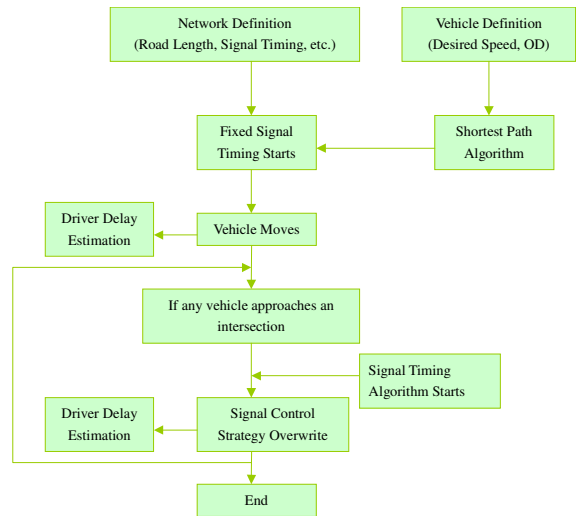 Network Definition
(Road Length, Signal Timing, etc.)
Vehicle Definition
(Desired Speed, OD)
Fixed Signal
Timing Starts
Shortest Path
Algorithm
Driver Delay
Estimation
Vehicle Moves
If any vehicle approaches an
intersection
Signal Timing
Algorithm Starts
Driver Delay
Estimation
Signal Control
Strategy Overwrite
End